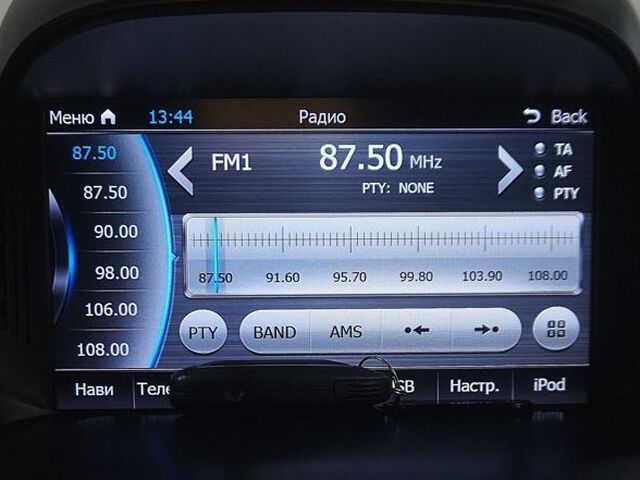 Меню 13:44 Радио Back
87.50
87.50
90.00
98.00
106.00
108.00
FM1 87.50 MHz
PTY: NONE
TA
AF
PTY
87.50 91.60 95.70 99.80 103.90 108.00
PTY BAND AMS
Нави Настр. iPod